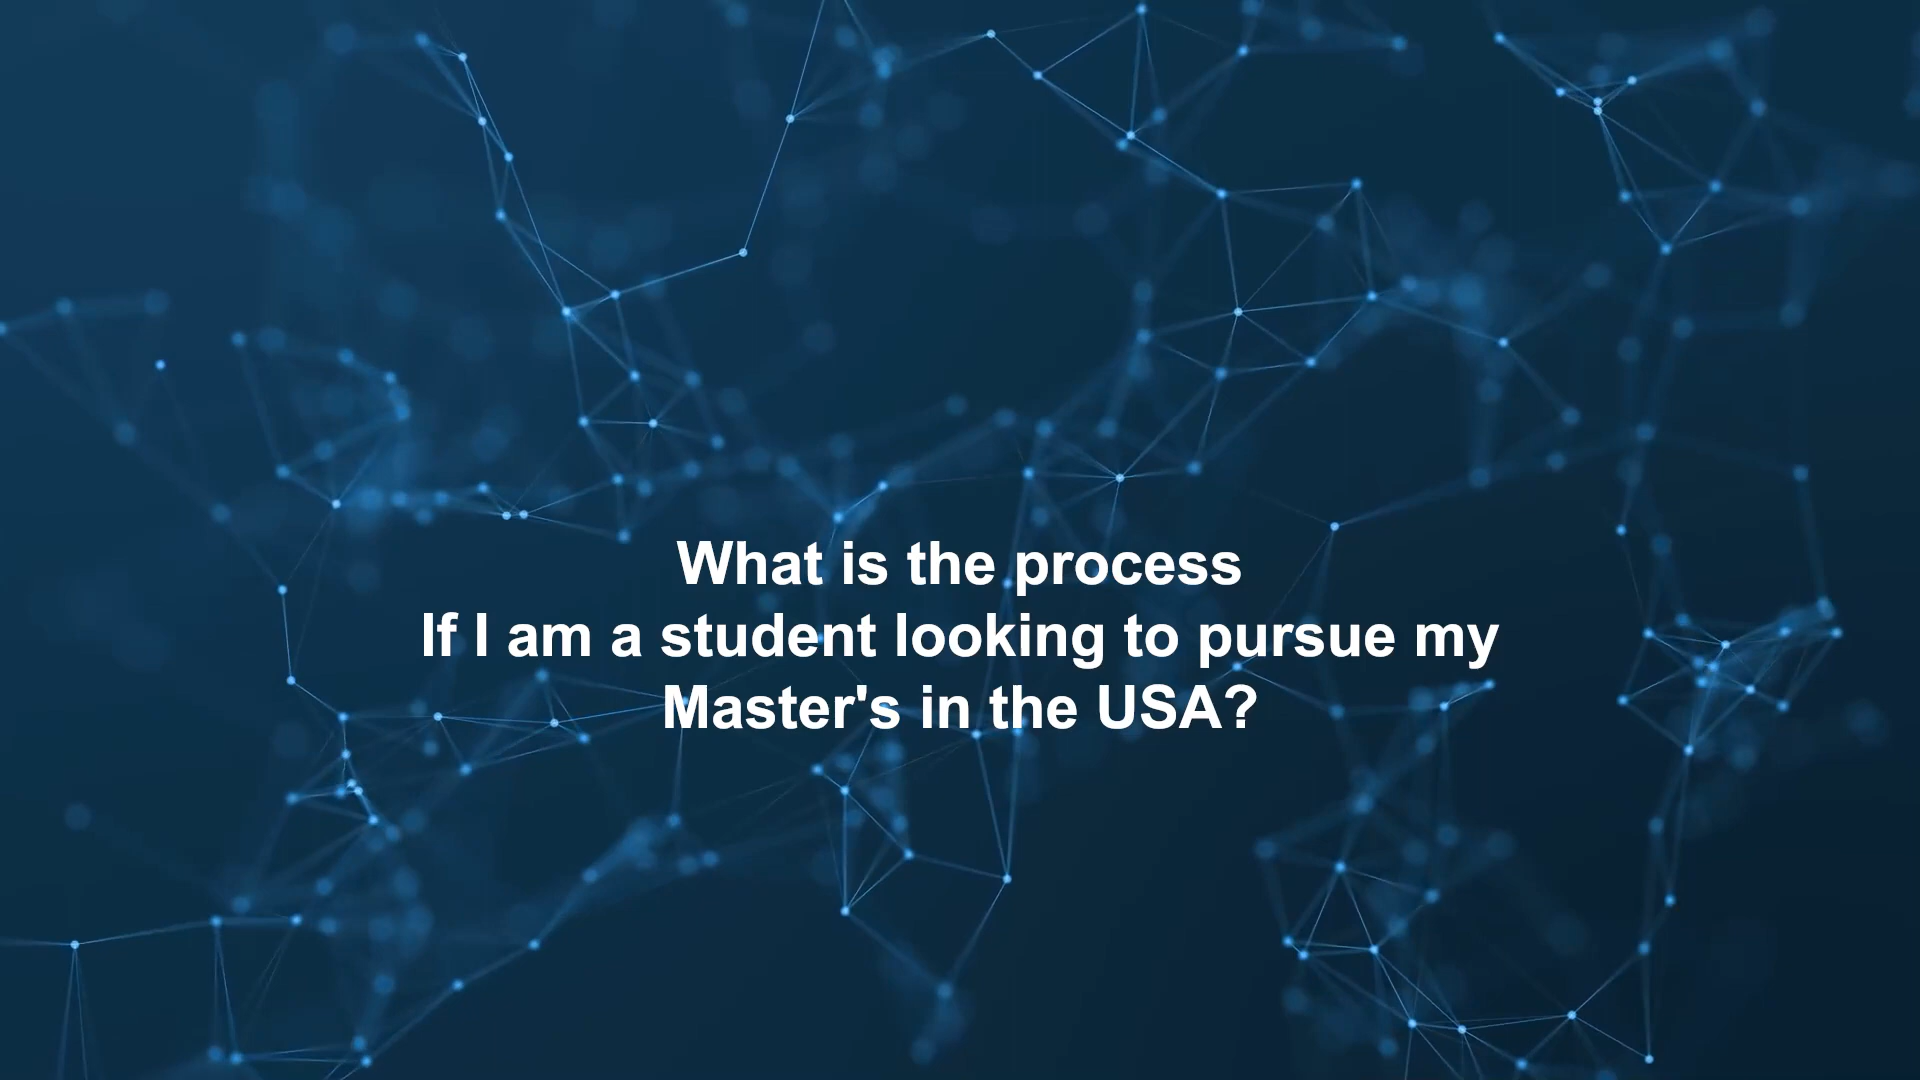 What is the process
If I am a student looking to pursue my
Master's in the USA?